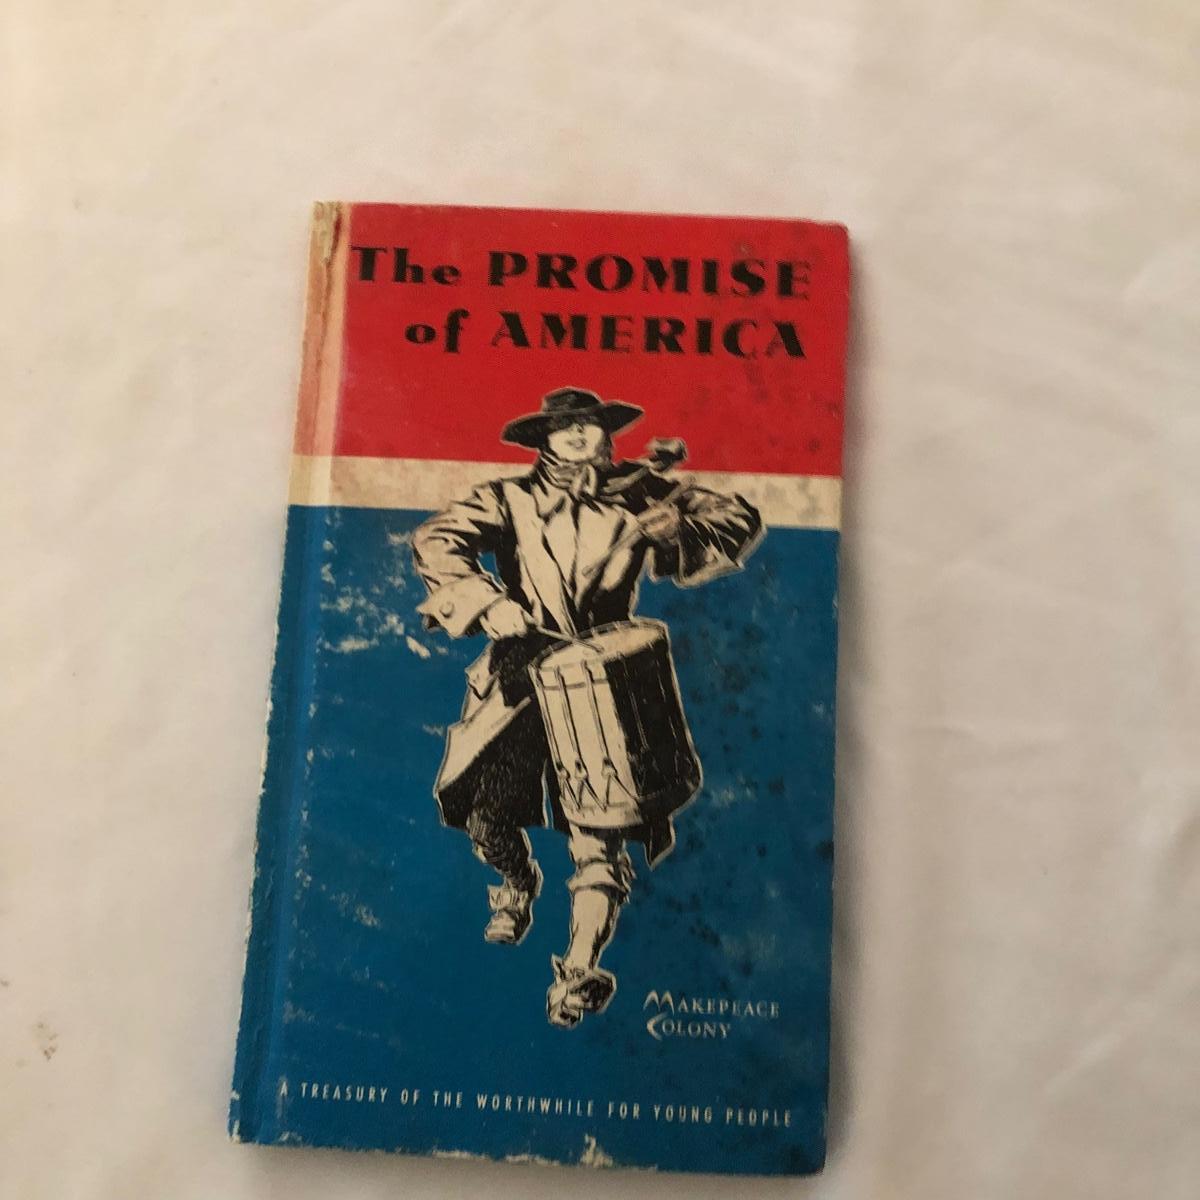 The PROMISE
of AMERICA
MAKEPEACE
COLONY
A TREASURY OF THE WORTHWHILE FOR YOUNG PEOPLE